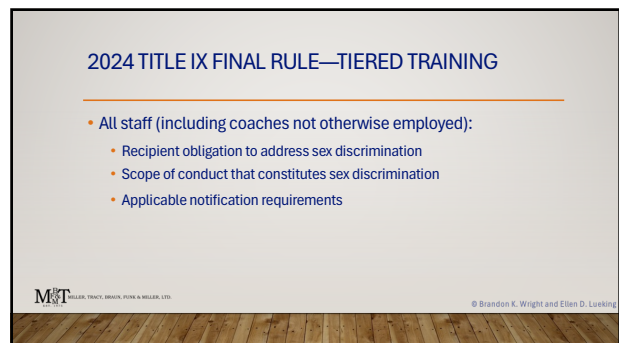 2024 TITLE IX FINAL RULE—TIERED TRAINING
• All staff (including coaches not otherwise employed):
• Recipient obligation to address sex discrimination
• Scope of conduct that constitutes sex discrimination
• Applicable notification requirements
MILLER, TRACY, BRAUN, FUNK & MILLER, LTD.
© Brandon K. Wright and Ellen D. Lueking